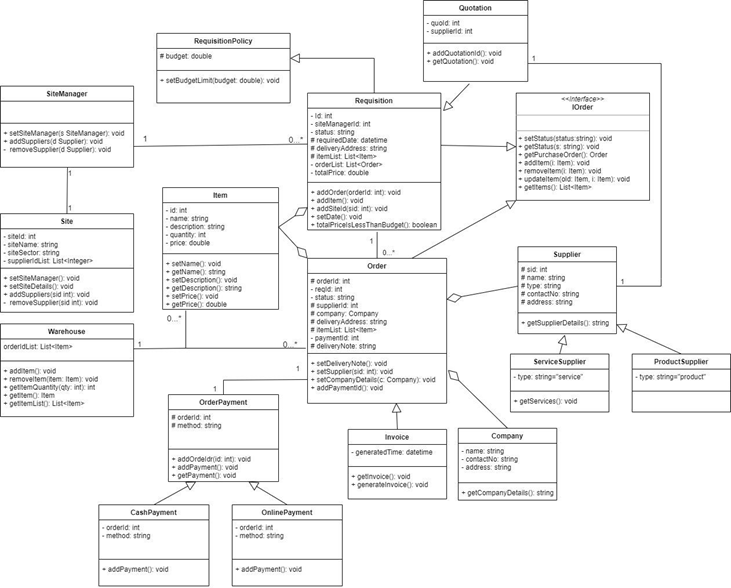 Quotation
- quoId: int
- supplierId: int
+ addQuotationId(): void
+ getQuotation(): void
RequisitionPolicy
# budget: double
+ setBudgetLimit(budget: double): void
1
SiteManager
+ setSiteManager(s SiteManager): void
+ addSuppliers(d Supplier): void
- removeSupplier(d Supplier): void
1
0...*
1
Requisition
- Id: int
- siteManagerId: int
- status: string
# requiredDate: datetime
# deliveryAddress: string
# itemList: List<Item>
- orderList: List<Order>
- totalPrice: double
+ addOrder(orderId: int): void
+ addItem(): void
+ addSiteId(sid: int): void
+ setDate(): void
+ totalPriceIsLessThanBudget(): boolean
<<interface>>
IOrder
+ setStatus(status:string): void
+ getStatus(s: string): void
+ getPurchaseOrder(): Order
+ addItem(i: Item): void
+ removeItem(i: Item): void
+ updateItem(old: Item, i: Item): void
+ getItems(): List<Item>
1
Site
- siteId: int
- siteName: string
- siteSector: string
- supplierIdList: List<Integer>
+ setSiteManager(): void
+ setSiteDetails(): void
+ addSuppliers(sid int): void
- removeSupplier(sid int): void
Item
- id: int
- name: string
- description: string
- quantity: int
- price: double
+ setName(): void
+ getName(): string
+ setDescription(): void
+ getDescription(): string
+ setPrice(): void
+ getPrice(): double
0...*
1
0...*
Order
# orderId: int
- reqId: int
- status: string
# supplierId: int
# company: Company
# deliveryAddress: string
# itemList: List<Item>
- paymentId: int
# deliveryNote: string
+ setDeliveryNote(): void
+ setSupplier(sid: int): void
+ setCompanyDetails(c: Company): void
+ addPaymentId(): void
Supplier
# sid: int
# name: string
# type: string
# contactNo: string
# address: string
+ getSupplierDetails(): string
1
Warehouse
orderIdList: List<Item>
+ addItem(): void
+ removeItem(item: Item): void
+ getItemQuantity(qty: int): int
+ getItem(): Item
+ getItemList(): List<Item>
1
0...*
1
1
ServiceSupplier
- type: string="service"
+ getServices(): void
ProductSupplier
- type: string="product"
OrderPayment
# orderId: int
# method: string
+ addOrdeIdr(id: int): void
+ addPayment(): void
+ getPayment(): void
Invoice
- generatedTime: datetime
+ getInvoice(): void
+ generateInvoice(): void
Company
- name: string
- contactNo: string
- address: string
+ getCompanyDetails(): string
CashPayment
- orderId: int
- method: string
+ addPayment(): void
OnlinePayment
- orderId: int
- method: string
+ addPayment(): void